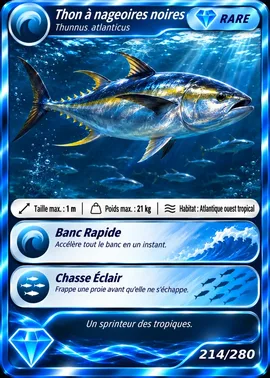 Thon à nageoires noires
RARE
Thunnus atlanticus
Taille max. : 1 m | Poids max. : 21 kg | Habitat : Atlantique ouest tropical
Banc Rapide
Accélère tout le banc en un instant.
Chasse Éclair
Frappe une proie avant qu'elle ne s'échappe.
Un sprinteur des tropiques.
214/280